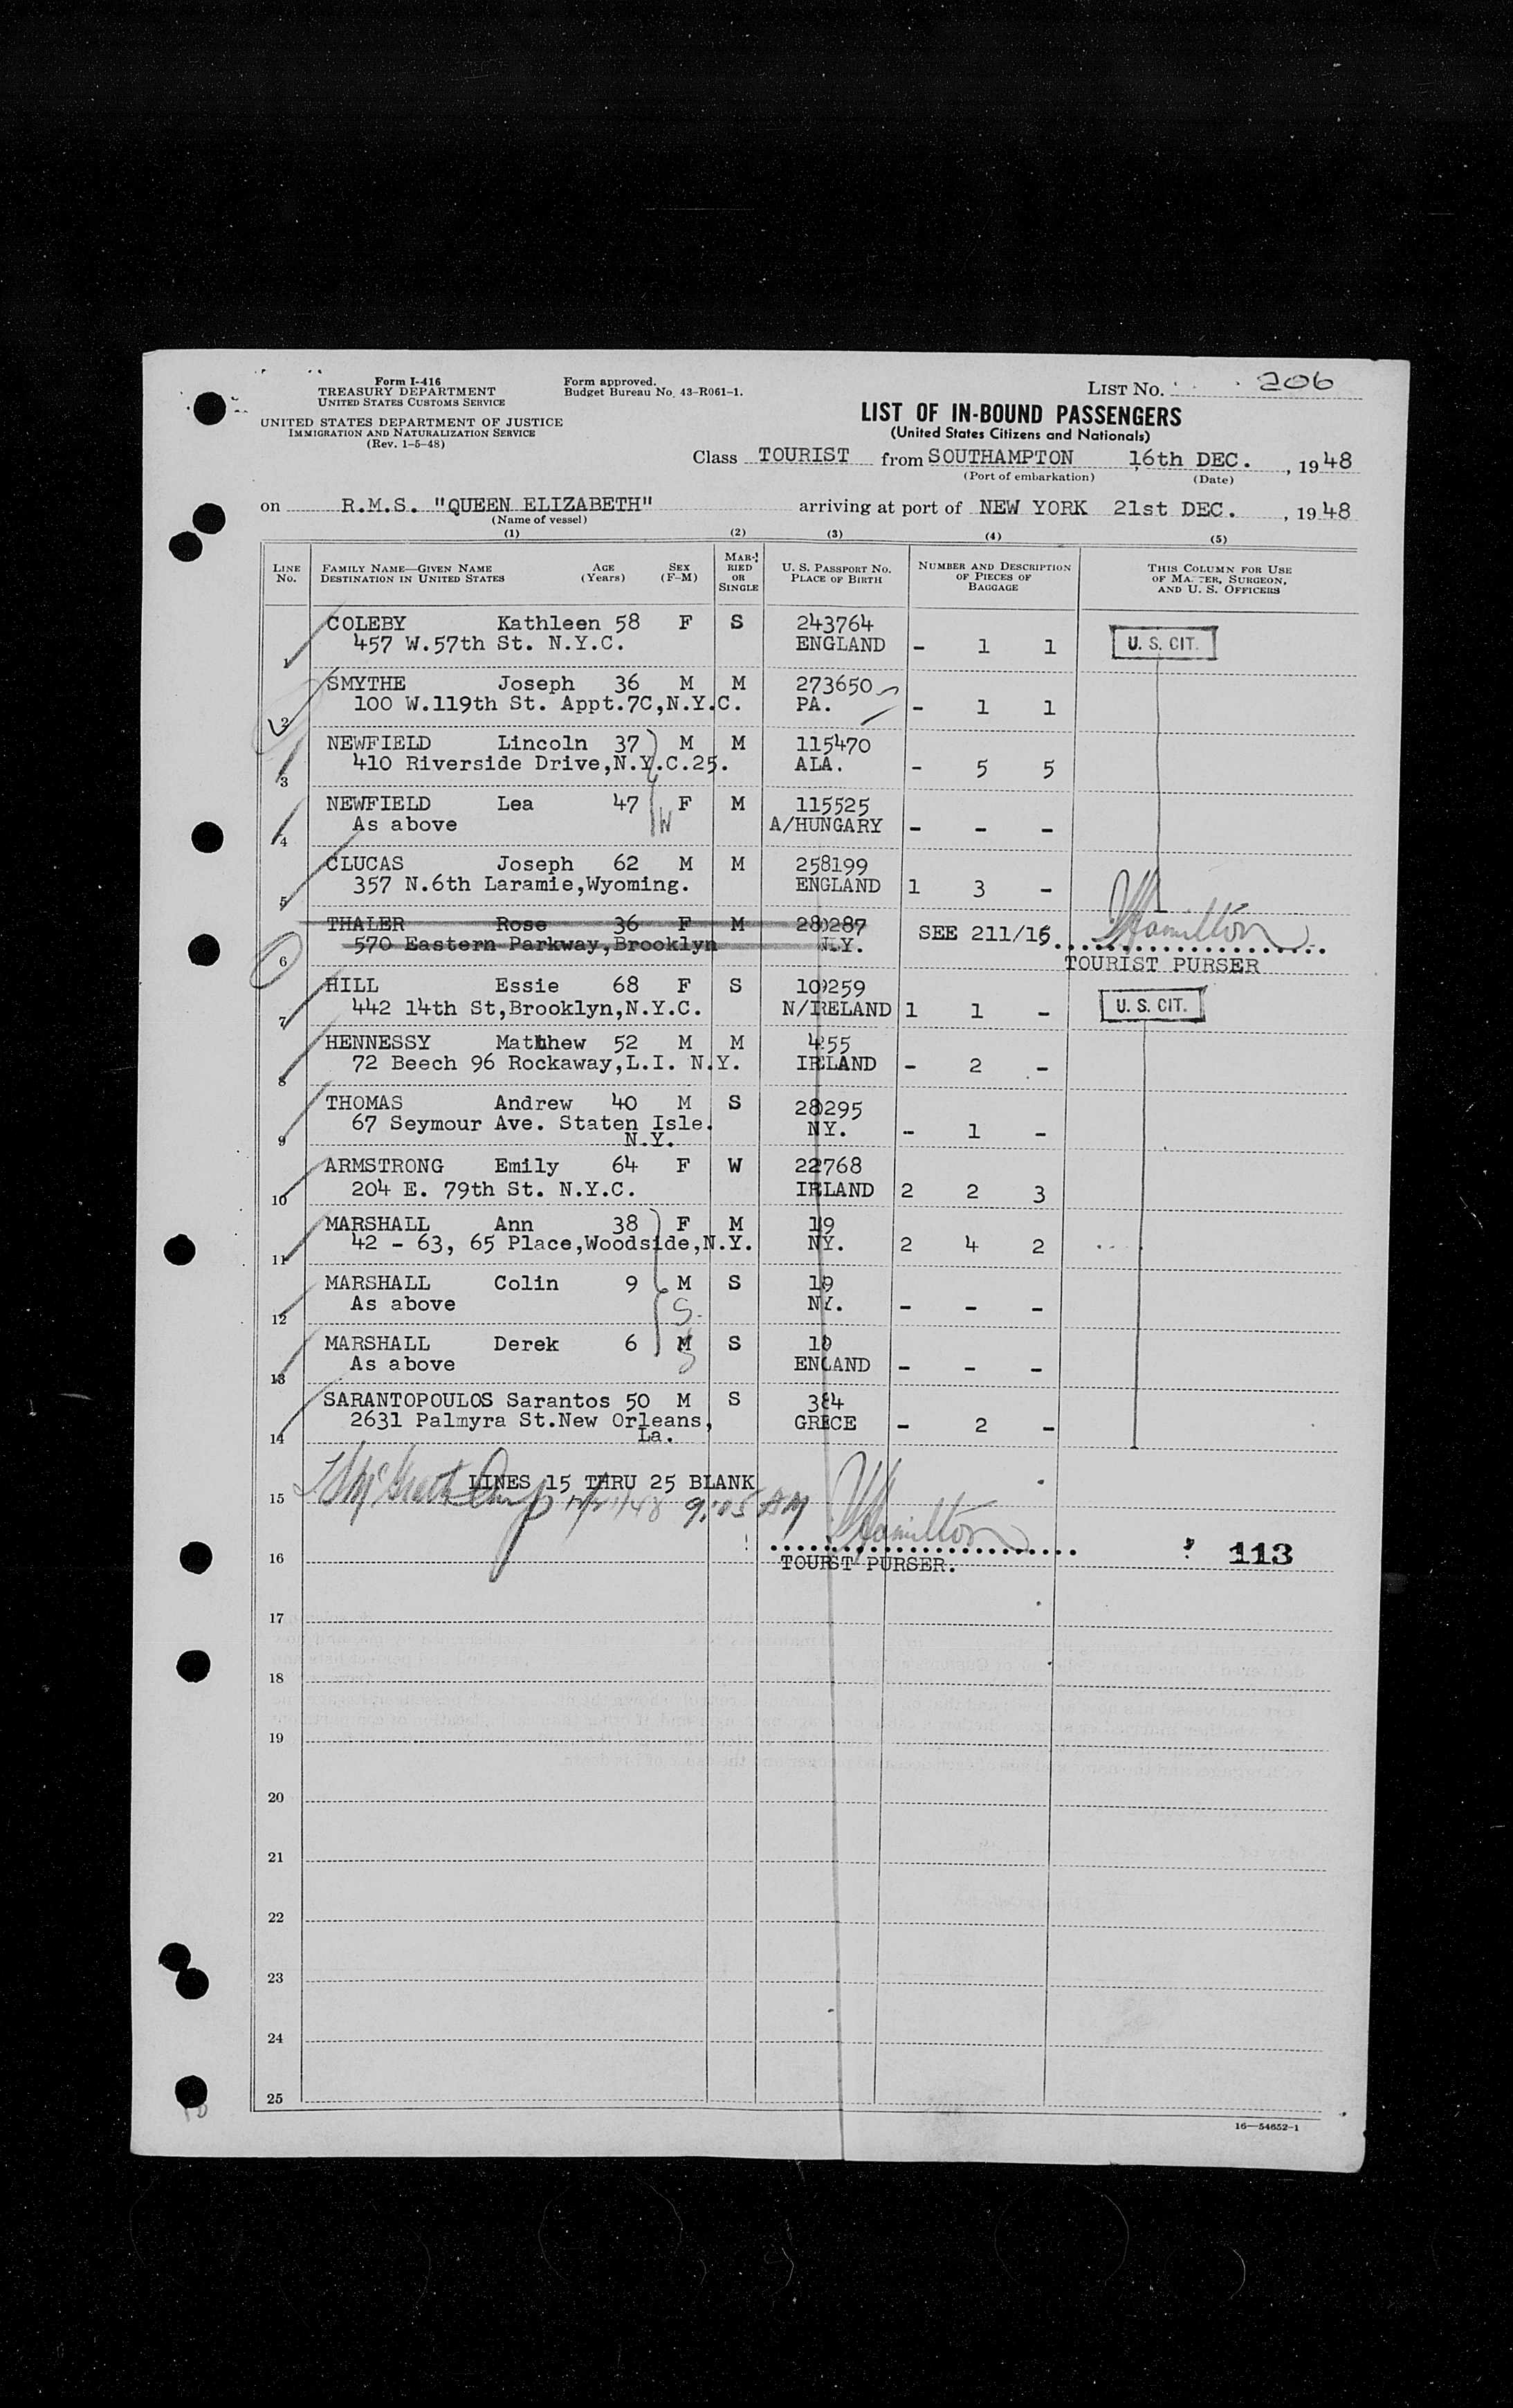 Form I-416
TREASURY DEPARTMENT
UNITED STATES CUSTOMS SERVICE
UNITED STATES DEPARTMENT OF JUSTICE
IMMIGRATION AND NATURALIZATION SERVICE
(Rev. 1-5-48)
Form approved.
Budget Bureau No. 43-R061-1.
LIST NO. 206
LIST OF IN-BOUND PASSENGERS
(United States Citizens and Nationals)
Class TOURIST from SOUTHAMPTON 16th DEC. , 1948
(Port of embarkation) (Date)
on R.M.S. "QUEEN ELIZABETH" arriving at port of NEW YORK 21st DEC. , 1948
(Name of vessel)
(1) (2) (3) (4) (5)
LINE NO. FAMILY NAME—GIVEN NAME DESTINATION IN UNITED STATES AGE (Years) SEX (F-M) MARRIED OR SINGLE U. S. PASSPORT NO. PLACE OF BIRTH NUMBER AND DESCRIPTION OF PIECES OF BAGGAGE THIS COLUMN FOR USE OF MASTER, SURGEON, AND U. S. OFFICERS
COLEBY Kathleen 58 F S 243764
1 457 W.57th St. N.Y.C. ENGLAND - 1 1 U. S. CIT.
SMYTHE Joseph 36 M M 273650
2 100 W.119th St. Appt.7C,N.Y.C. PA. - 1 1
NEWFIELD Lincoln 37 M M 115470
3 410 Riverside Drive,N.Y.C.25. ALA. - 5 5
NEWFIELD Lea 47 F M 115525
4 As above W A/HUNGARY - - -
CLUCAS Joseph 62 M M 258199
5 357 N.6th Laramie,Wyoming. ENGLAND 1 3 -
THALER Rose 36 F M 280287 SEE 211/15. Hamilton
6 570 Eastern Parkway,Brooklyn N.Y. TOURIST PURSER
HILL Essie 68 F S
7 442 14th St,Brooklyn,N.Y.C. N/IRELAND 1 1 - U. S. CIT.
HENNESSY Matthew 52 M M
8 72 Beech 96 Rockaway,L.I. N.Y. IRELAND - 2 -
THOMAS Andrew 40 M S
9 67 Seymour Ave. Staten Isle. N.Y. NY. - 1 -
ARMSTRONG Emily 64 F W
10 204 E. 79th St. N.Y.C. IRLAND 2 2 3
MARSHALL Ann 38 F M
11 42 - 63, 65 Place,Woodside,N.Y. NY. 2 4 2
MARSHALL Colin 9 M S
12 As above S NY. - - -
MARSHALL Derek 6 M S
13 As above S ENGLAND - - -
SARANTOPOULOS Sarantos 50 M S
14 2631 Palmyra St.New Orleans, La. GRECE - 2 -
15 LINES 15 THRU 25 BLANK
9:05 AM Hamilton
16 TOURIST PURSER. 113
17
18
19
20
21
22
23
24
25
16—54652-1